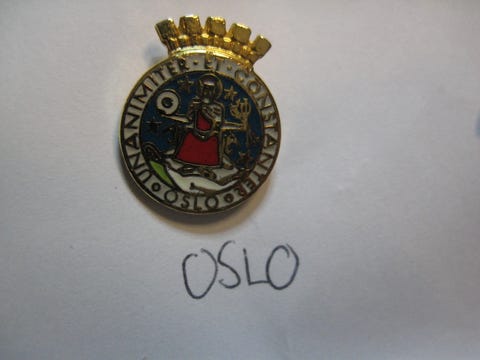 UNANIMITER · ET · CONSTANTER
OSLO
OSLO